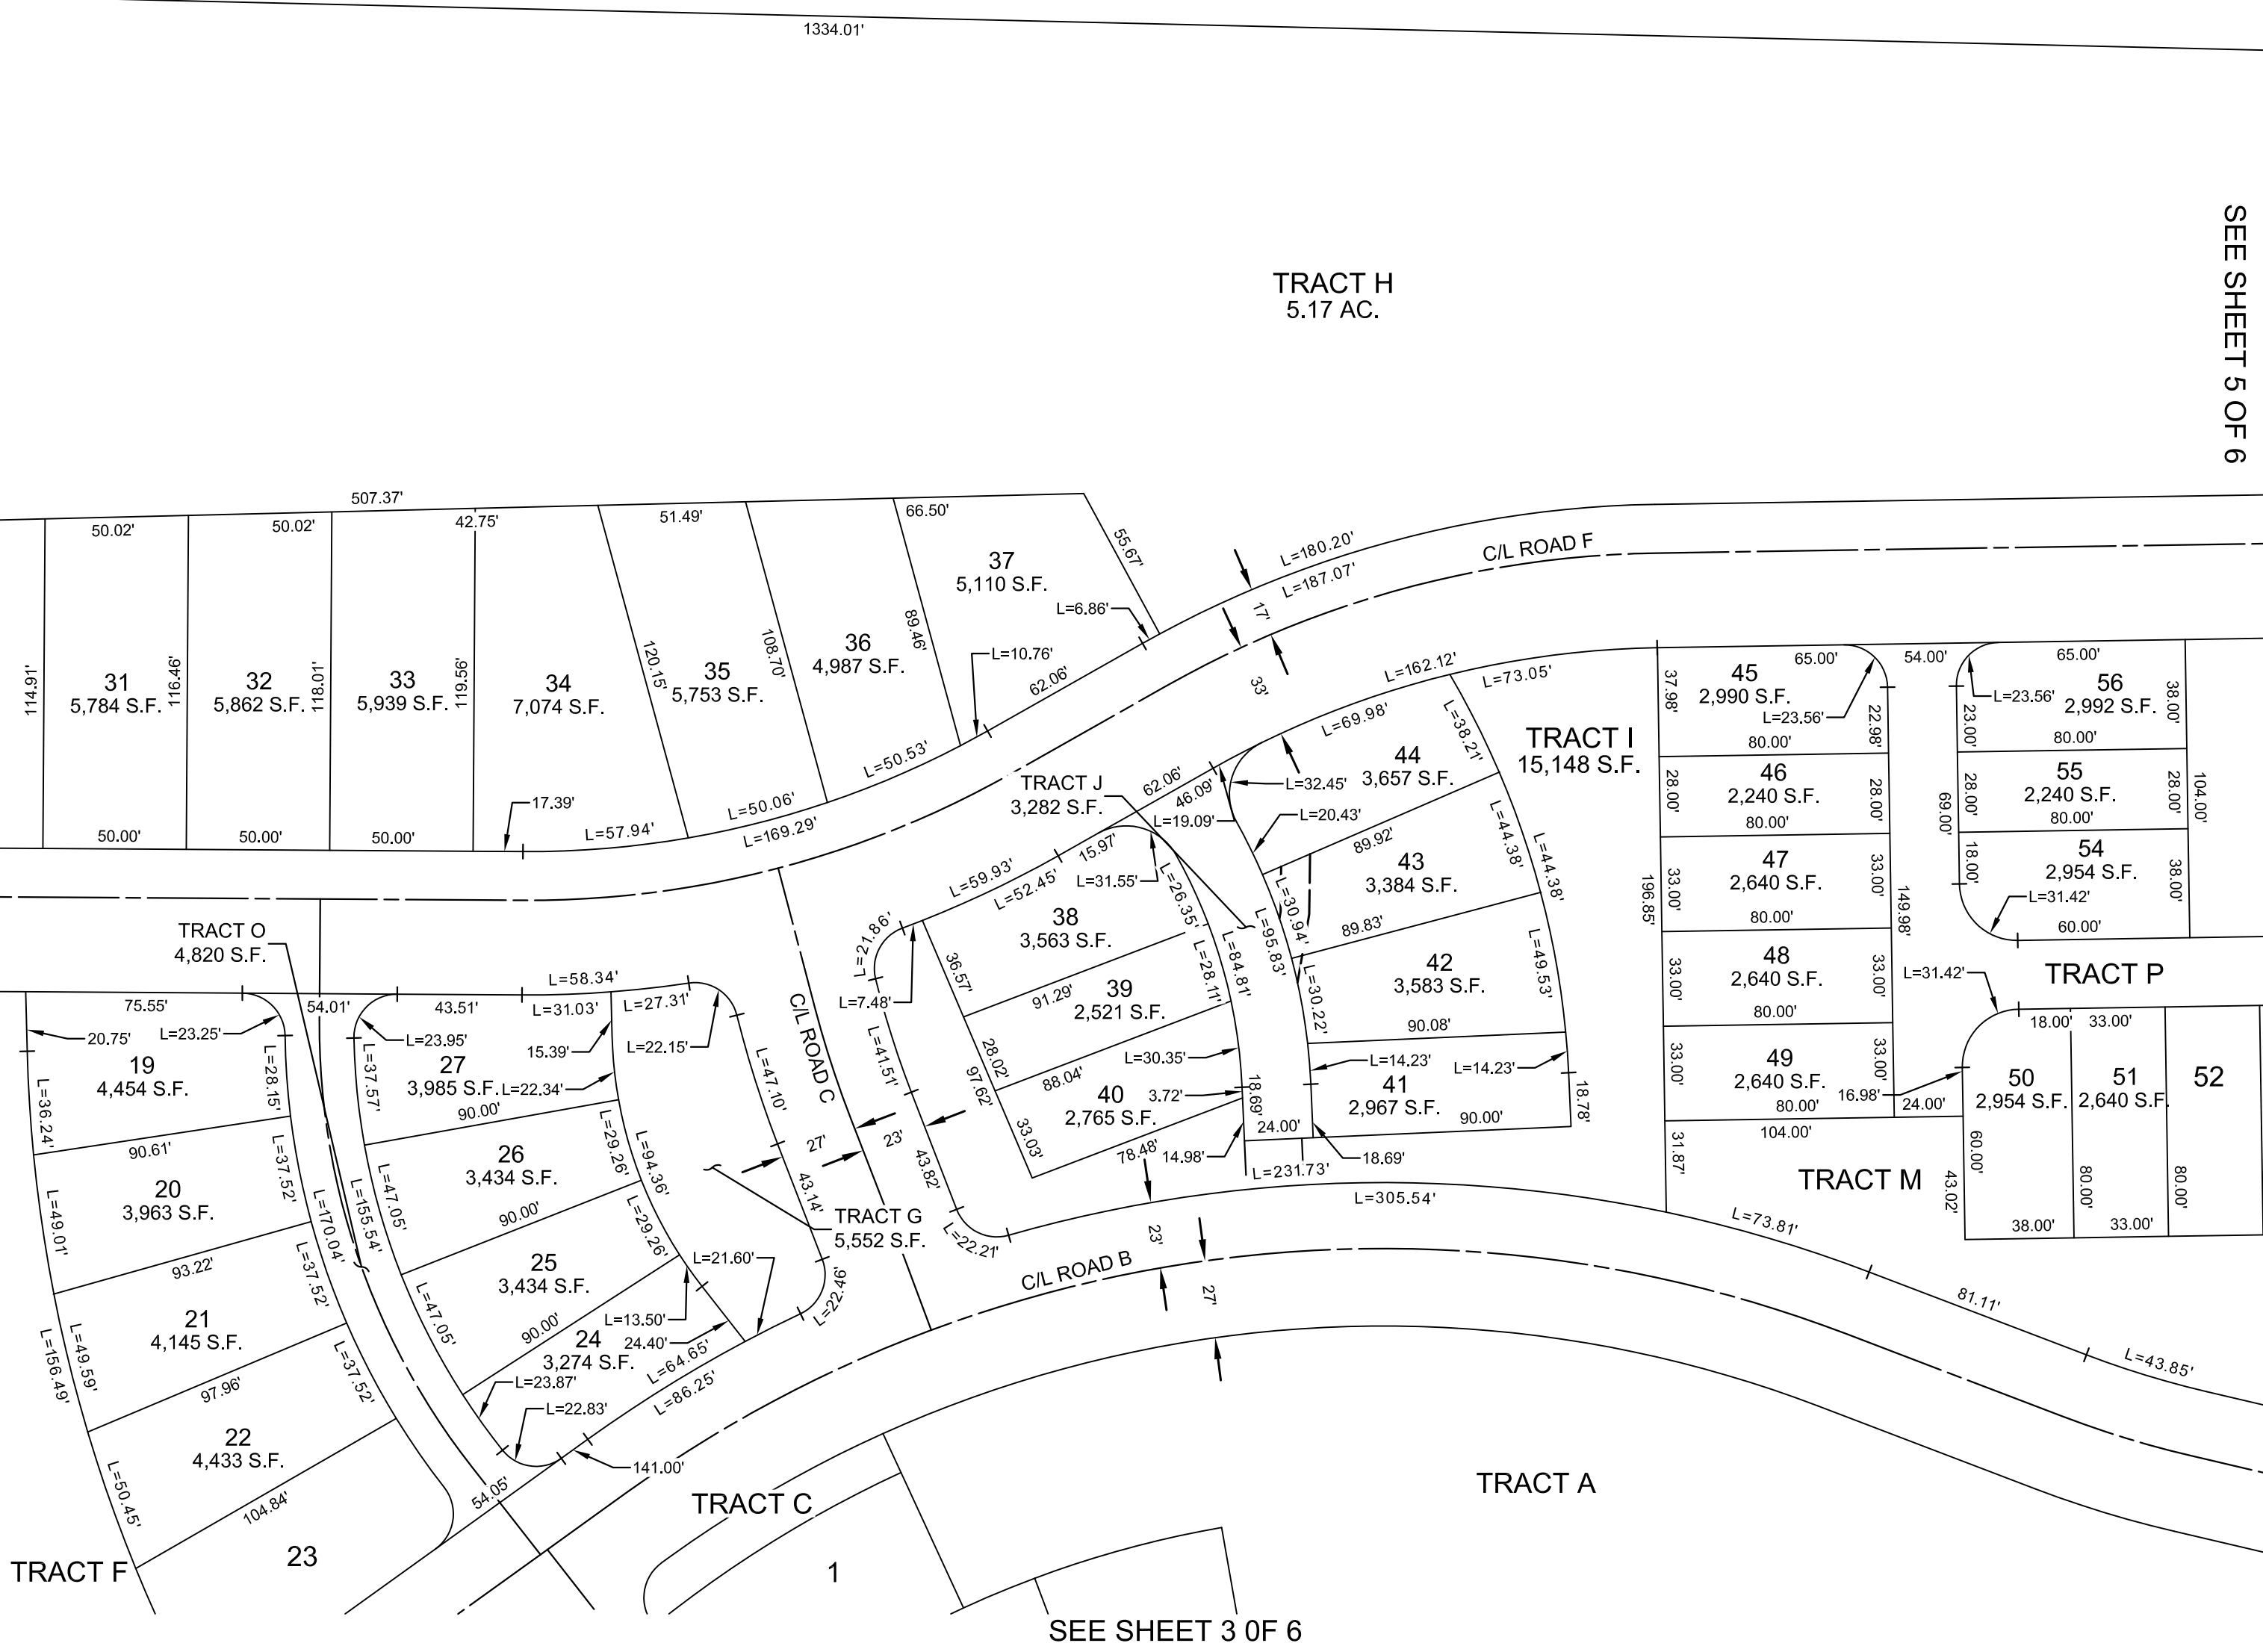 1334.01'
TRACT H
5.17 AC.
SEE SHEET 5 OF 6
507.37'
50.02'
50.02'
42.75'
51.49'
66.50'
55.67'
L=180.20'
C/L ROAD F
L=187.07'
17'
33'
114.91'
31
5,784 S.F.
116.46'
32
5,862 S.F.
118.01'
33
5,939 S.F.
119.56'
34
7,074 S.F.
120.15'
35
5,753 S.F.
108.70'
36
4,987 S.F.
89.46'
37
5,110 S.F.
L=6.86'
L=10.76'
62.06'
50.00'
50.00'
50.00'
17.39'
L=57.94'
L=50.06'
L=50.53'
L=169.29'
L=162.12'
L=73.05'
L=69.98'
L=38.21'
TRACT I
15,148 S.F.
44
3,657 S.F.
L=32.45'
62.06'
46.09'
L=19.09'
L=20.43'
TRACT J
3,282 S.F.
89.92'
L=44.38'
L=44.38'
43
3,384 S.F.
L=30.94'
L=95.83'
89.83'
42
3,583 S.F.
L=49.53'
L=30.22'
90.08'
L=14.23'
L=14.23'
41
2,967 S.F.
90.00'
18.78'
24.00'
18.69'
18.69'
L=231.73'
L=59.93'
L=52.45'
15.97'
L=31.55'
L=26.35'
38
3,563 S.F.
36.57'
91.29'
L=28.11'
L=84.81'
39
2,521 S.F.
28.02'
97.62'
88.04'
L=30.35'
3.72'
40
2,765 S.F.
33.03'
78.48'
14.98'
L=21.86'
L=7.48'
L=41.51'
43.82'
L=22.21'
C/L ROAD C
27'
23'
45
2,990 S.F.
65.00'
37.98'
L=23.56'
22.98'
80.00'
46
2,240 S.F.
28.00'
28.00'
80.00'
47
2,640 S.F.
33.00'
33.00'
196.85'
149.98'
80.00'
48
2,640 S.F.
33.00'
33.00'
80.00'
49
2,640 S.F.
33.00'
33.00'
80.00'
16.98'
24.00'
104.00'
31.87'
TRACT M
54.00'
65.00'
56
2,992 S.F.
L=23.56'
23.00'
38.00'
80.00'
55
2,240 S.F.
28.00'
28.00'
69.00'
104.00'
80.00'
54
2,954 S.F.
18.00'
38.00'
L=31.42'
60.00'
TRACT P
L=31.42'
18.00'
33.00'
50
2,954 S.F.
51
2,640 S.F.
52
60.00'
43.02'
80.00'
80.00'
38.00'
33.00'
TRACT O
4,820 S.F.
75.55'
54.01'
43.51'
L=58.34'
L=31.03'
L=27.31'
20.75'
L=23.25'
L=23.95'
15.39'
L=22.15'
19
4,454 S.F.
L=36.24'
L=28.15'
90.61'
27
3,985 S.F.
L=37.57'
L=22.34'
90.00'
L=47.10'
20
3,963 S.F.
L=49.01'
L=37.52'
93.22'
26
3,434 S.F.
L=47.05'
L=29.26'
L=94.36'
90.00'
L=155.54'
L=170.04'
43.14'
TRACT G
5,552 S.F.
21
4,145 S.F.
L=49.59'
L=156.49'
L=37.52'
97.96'
25
3,434 S.F.
L=47.05'
L=29.26'
90.00'
L=21.60'
L=22.46'
L=13.50'
24.40'
24
3,274 S.F.
L=64.65'
L=86.25'
L=23.87'
L=22.83'
22
4,433 S.F.
L=50.45'
L=37.52'
104.84'
54.05'
141.00'
23
TRACT F
TRACT C
1
C/L ROAD B
23'
27'
L=305.54'
L=73.81'
81.11'
L=43.85'
TRACT A
SEE SHEET 3 0F 6